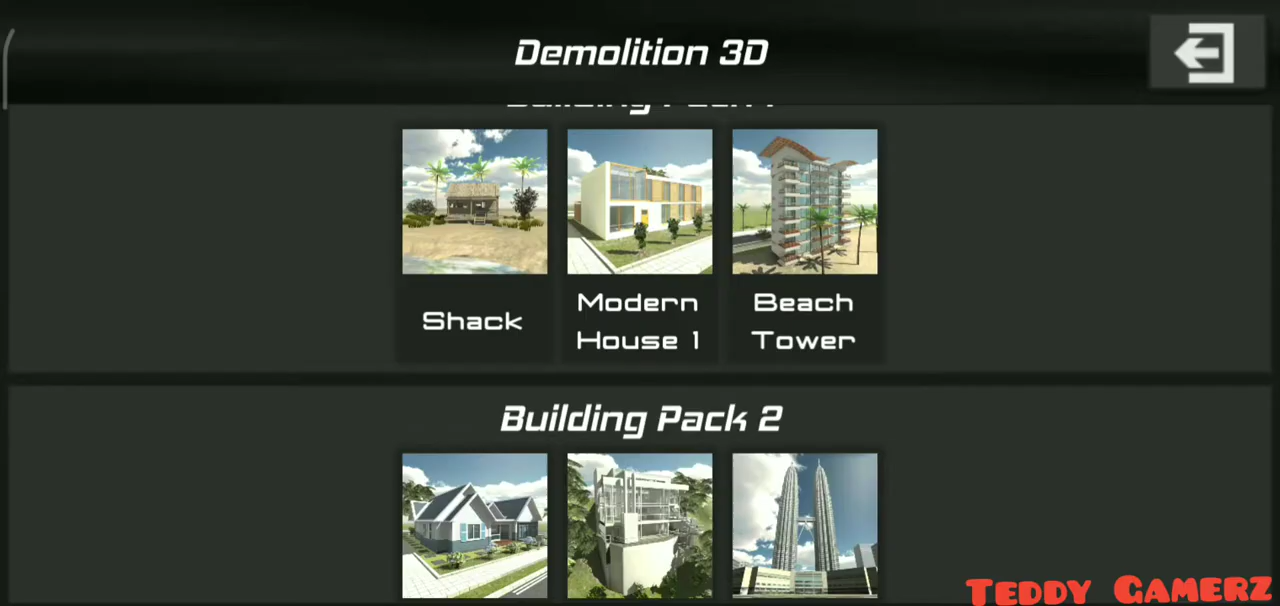 Demolition 3D
Shack
Modern
House 1
Beach
Tower
Building Pack 2
Teddy Gamerz